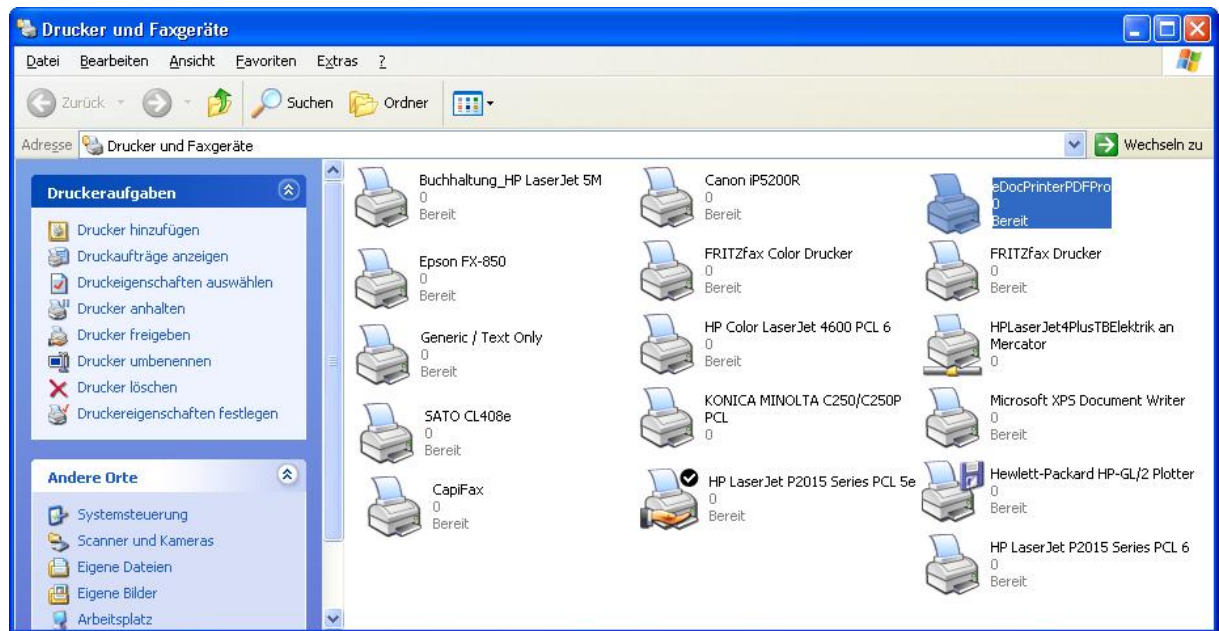 Drucker und Faxgeräte
Datei Bearbeiten Ansicht Favoriten Extras ?
Zurück Suchen Ordner
Adresse Drucker und Faxgeräte Wechseln zu
Druckeraufgaben
Drucker hinzufügen
Druckaufträge anzeigen
Druckeigenschaften auswählen
Drucker anhalten
Drucker freigeben
Drucker umbenennen
Drucker löschen
Druckereigenschaften festlegen
Andere Orte
Systemsteuerung
Scanner und Kameras
Eigene Dateien
Eigene Bilder
Arbeitsplatz
Buchhaltung_HP LaserJet 5M
0
Bereit
Canon iP5200R
0
Bereit
eDocPrinterPDFPro
0
Bereit
Epson FX-850
0
Bereit
FRITZfax Color Drucker
0
Bereit
FRITZfax Drucker
0
Bereit
Generic / Text Only
0
Bereit
HP Color LaserJet 4600 PCL 6
0
Bereit
HPLaserJet4PlusTBElektrik an
Mercator
0
SATO CL408e
0
Bereit
KONICA MINOLTA C250/C250P
PCL
0
Microsoft XPS Document Writer
0
Bereit
CapiFax
0
Bereit
HP LaserJet P2015 Series PCL 5e
0
Bereit
Hewlett-Packard HP-GL/2 Plotter
0
Bereit
HP LaserJet P2015 Series PCL 6
0
Bereit